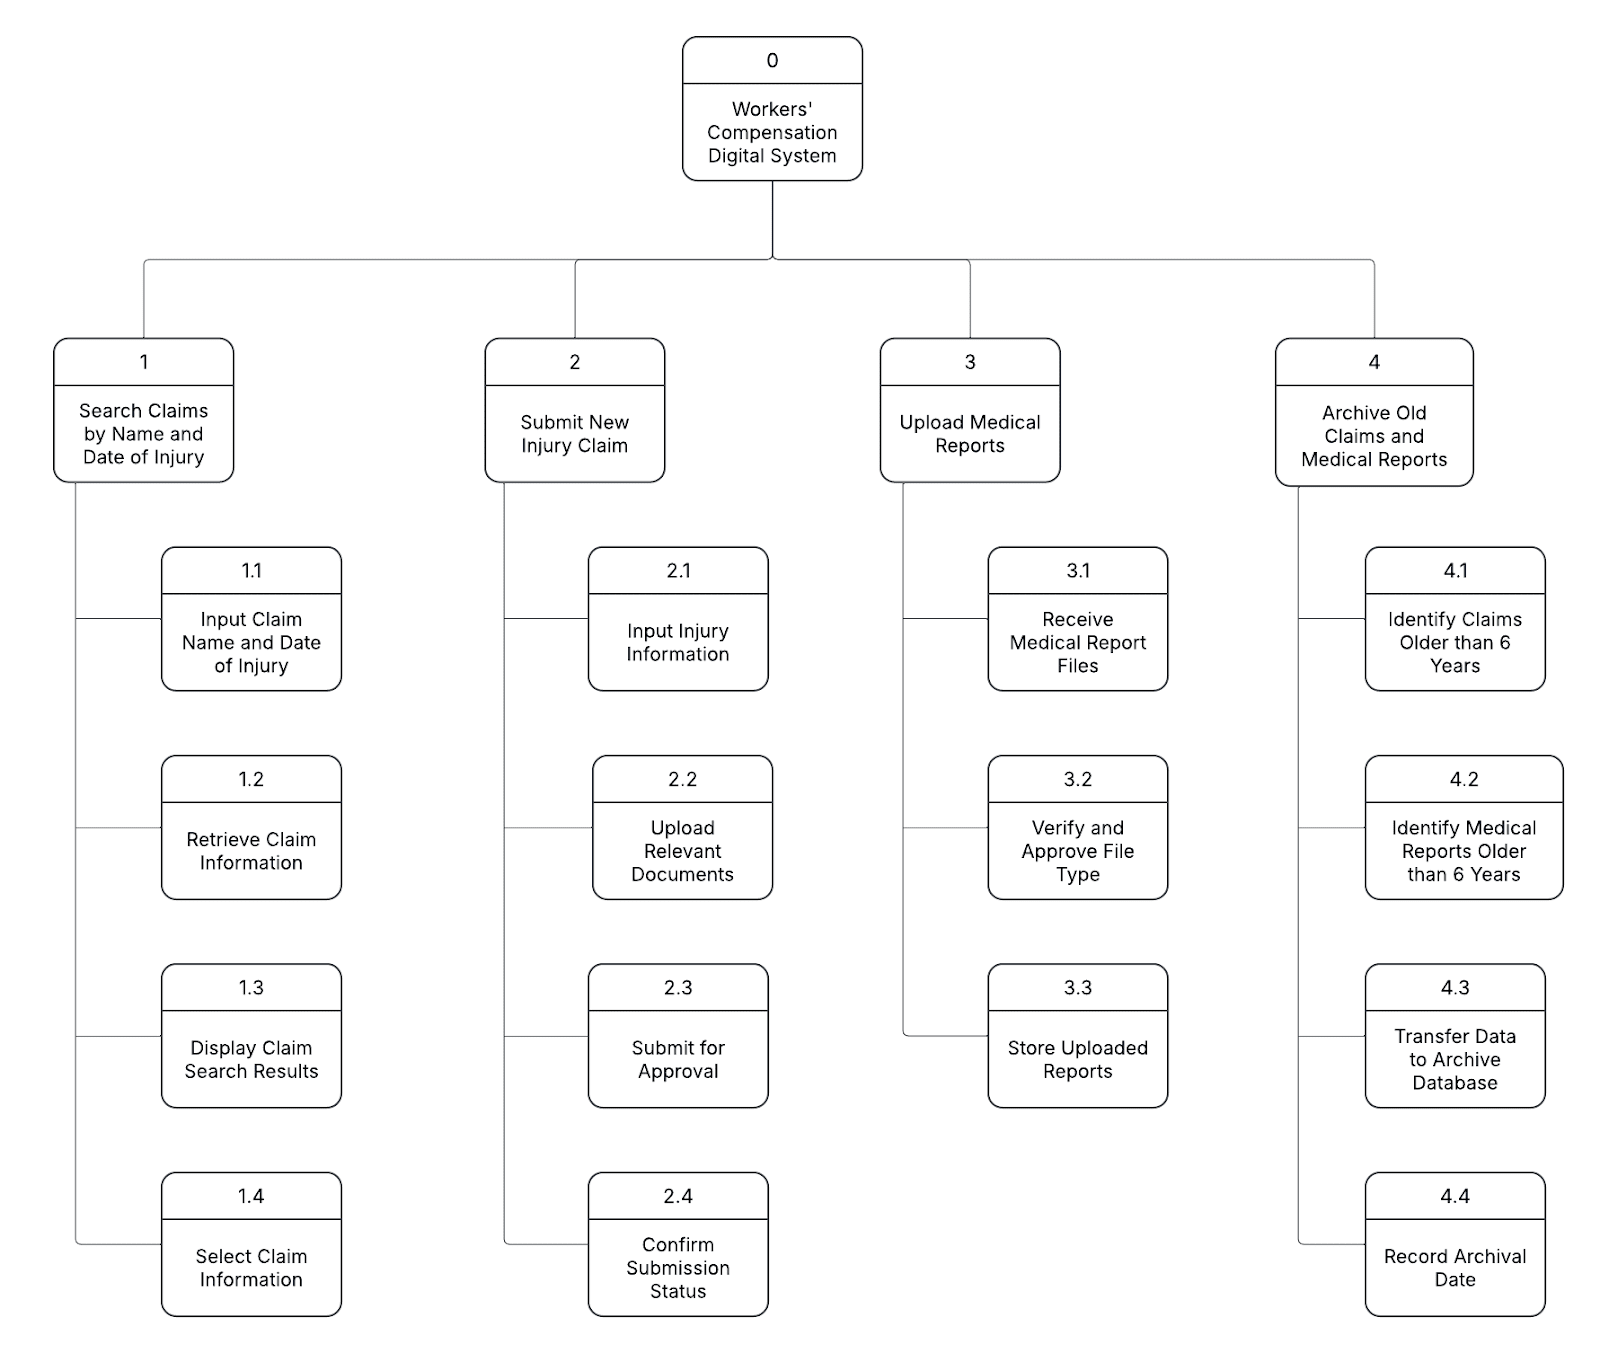 0
Workers'
Compensation
Digital System
1
Search Claims
by Name and
Date of Injury
2
Submit New
Injury Claim
3
Upload Medical
Reports
4
Archive Old
Claims and
Medical Reports
1.1
Input Claim
Name and Date
of Injury
2.1
Input Injury
Information
3.1
Receive
Medical Report
Files
4.1
Identify Claims
Older than 6
Years
1.2
Retrieve Claim
Information
2.2
Upload
Relevant
Documents
3.2
Verify and
Approve File
Type
4.2
Identify Medical
Reports Older
than 6 Years
1.3
Display Claim
Search Results
2.3
Submit for
Approval
3.3
Store Uploaded
Reports
4.3
Transfer Data
to Archive
Database
1.4
Select Claim
Information
2.4
Confirm
Submission
Status
4.4
Record Archival
Date